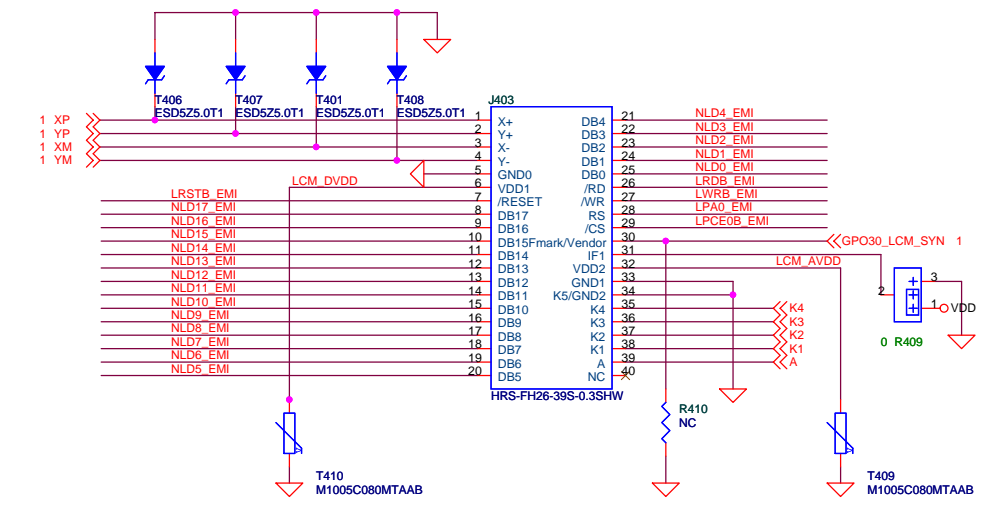 T406
ESD5Z5.0T1
T407
ESD5Z5.0T1
T401
ESD5Z5.0T1
T408
ESD5Z5.0T1
J403
1 XP
1 YP
1 XM
1 YM
LCM_DVDD
LRSTB_EMI
NLD17_EMI
NLD16_EMI
NLD15_EMI
NLD14_EMI
NLD13_EMI
NLD12_EMI
NLD11_EMI
NLD10_EMI
NLD9_EMI
NLD8_EMI
NLD7_EMI
NLD6_EMI
NLD5_EMI
1 X+
2 Y+
3 X-
4 Y-
5 GND0
6 VDD1
7 /RESET
8 DB17
9 DB16
10 DB15
11 DB14
12 DB13
13 DB12
14 DB11
15 DB10
16 DB9
17 DB8
18 DB7
19 DB6
20 DB5
DB4 21 NLD4_EMI
DB3 22 NLD3_EMI
DB2 23 NLD2_EMI
DB1 24 NLD1_EMI
DB0 25 NLD0_EMI
/RD 26 LRDB_EMI
/WR 27 LWRB_EMI
RS 28 LPA0_EMI
/CS 29 LPCE0B_EMI
Fmark/Vendor 30 GPO30_LCM_SYN 1
IF1 31
VDD2 32 LCM_AVDD
GND1 33
K5/GND2 34
K4 35 K4
K3 36 K3
K2 37 K2
K1 38 K1
A 39 A
NC 40
HRS-FH26-39S-0.3SHW
2
3
1 VDD
0 R409
R410
NC
T410
M1005C080MTAAB
T409
M1005C080MTAAB